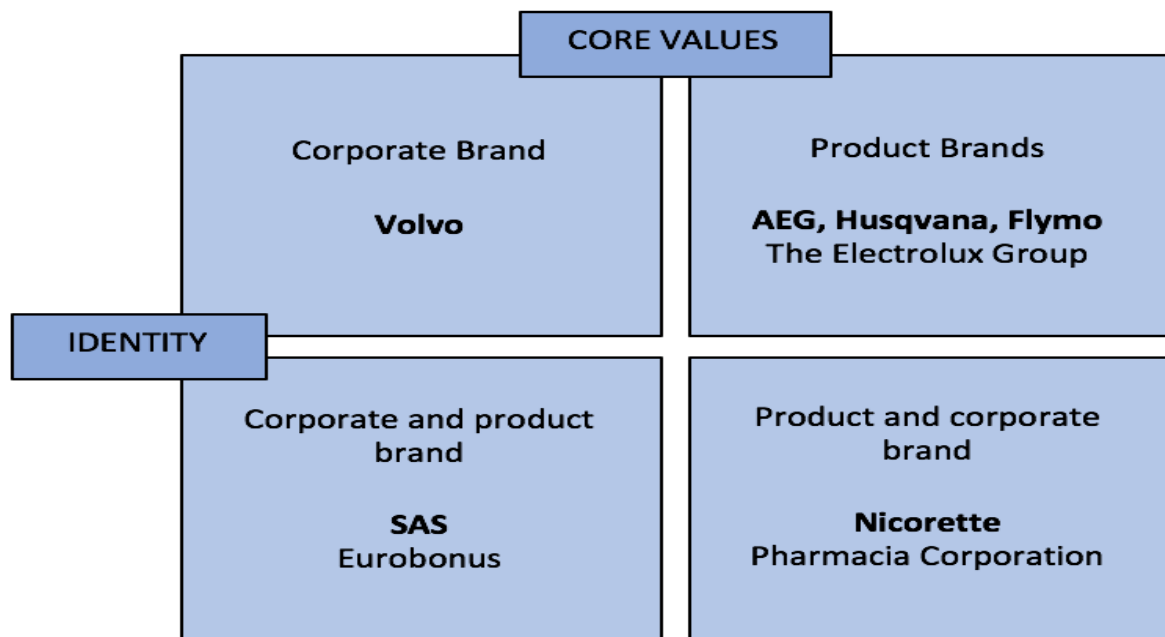 CORE VALUES
Corporate Brand
Volvo
Product Brands
AEG, Husqvana, Flymo
The Electrolux Group
IDENTITY
Corporate and product
brand
SAS
Eurobonus
Product and corporate
brand
Nicorette
Pharmacia Corporation